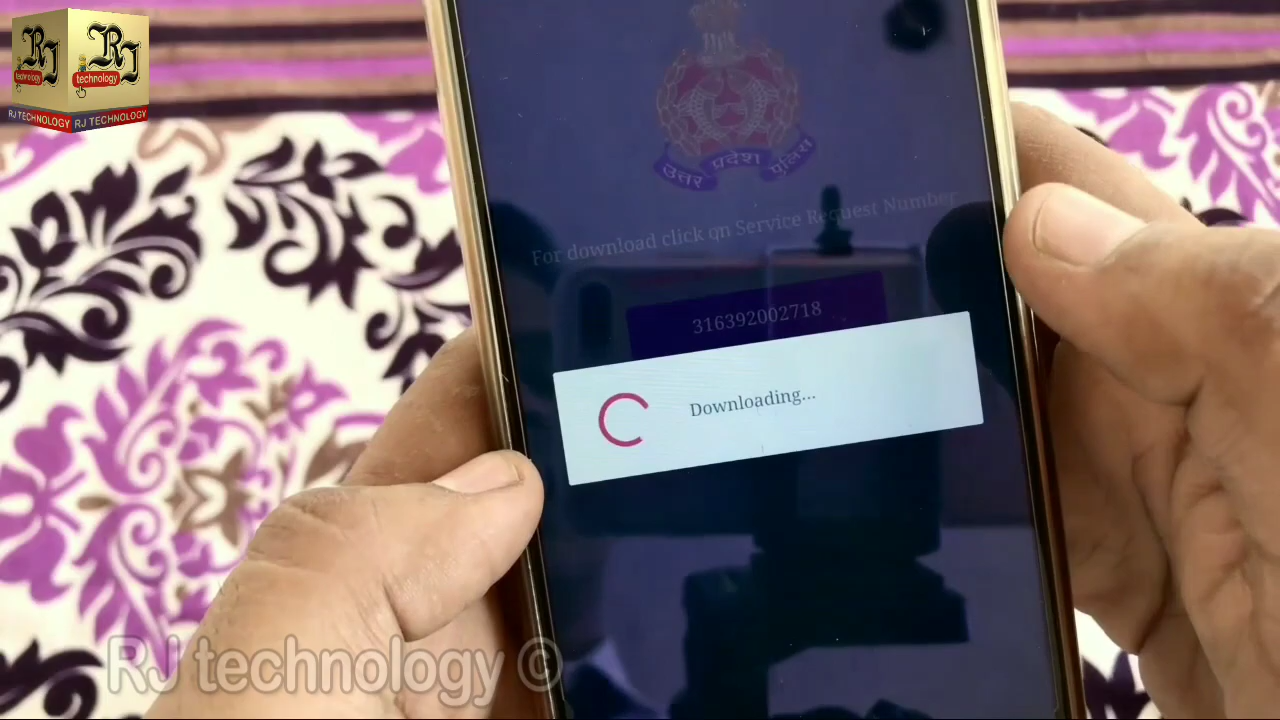 RJ
technology
RJ TECHNOLOGY
RJ
technology
RJ TECHNOLOGY
उत्तर प्रदेश पुलिस
For download click on Service Request Number
316392002718
Downloading...
RJ technology ©